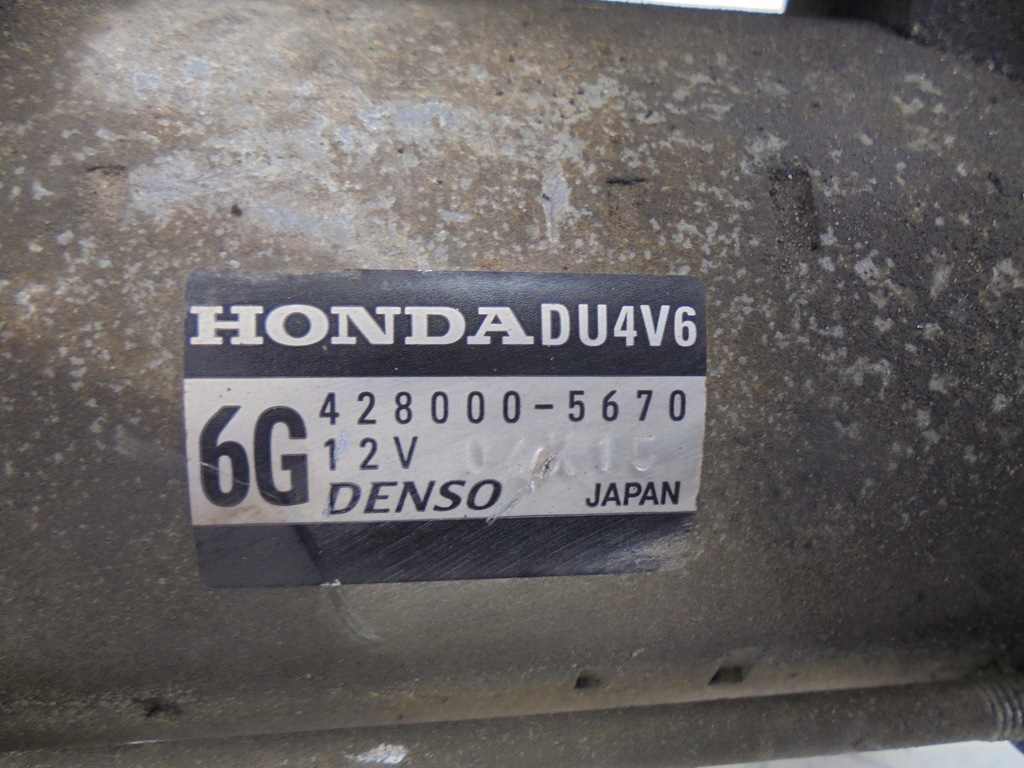 HONDA DU4V6
6G 428000-5670
12V
DENSO JAPAN